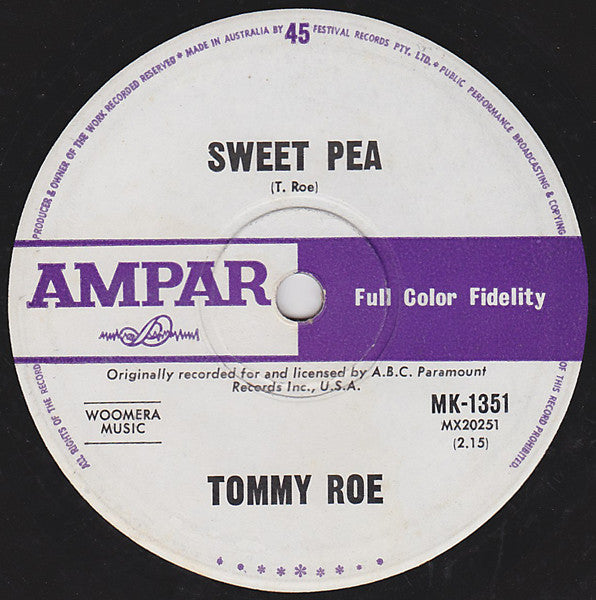 ALL RIGHTS OF THE RECORD PRODUCER & OWNER OF THE WORK RECORDED RESERVED * MADE IN AUSTRALIA BY 45 FESTIVAL RECORDS PTY. LTD. * PUBLIC PERFORMANCE BROADCASTING & COPYING OF THIS RECORD PROHIBITED.
SWEET PEA
(T. Roe)
AMPAR
Full Color Fidelity
Originally recorded for and licensed by A.B.C. Paramount
Records Inc., U.S.A.
WOOMERA
MUSIC
MK-1351
MX20251
(2.15)
TOMMY ROE